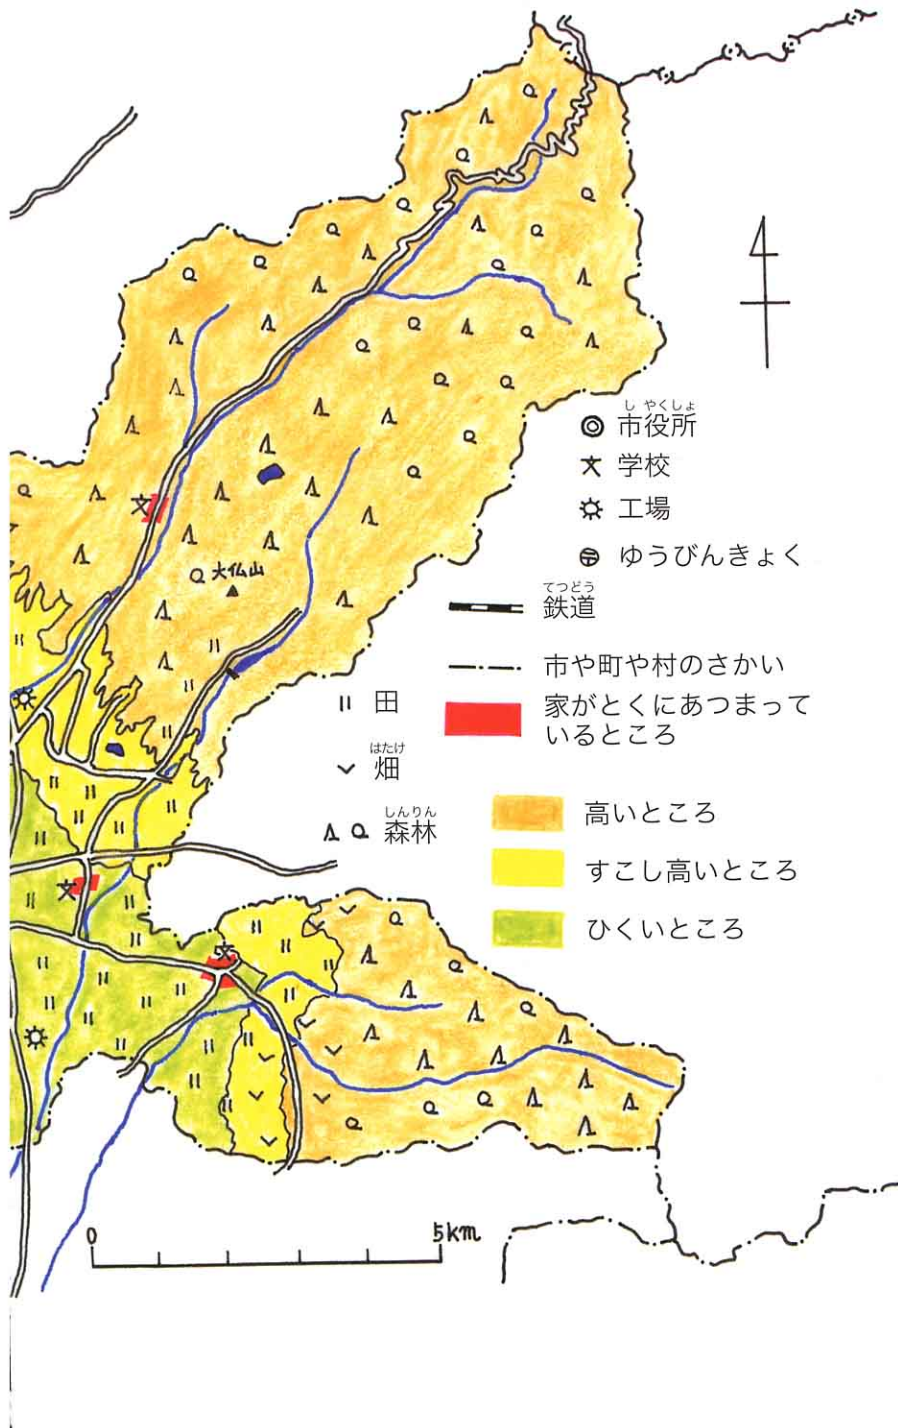 し やくしょ
市役所
学校
工場
ゆうびんきょく
てつどう
鉄道
市や町や村のさかい
家がとくにあつまって
いるところ
大仏山
田
はたけ
畑
しんりん
森林
高いところ
すこし高いところ
ひくいところ
0 5km